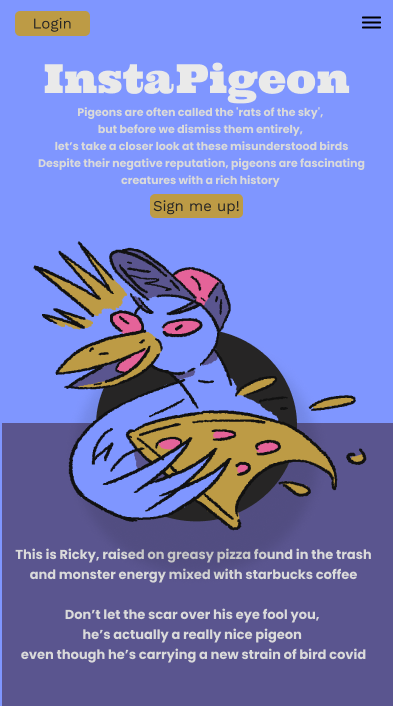 Login
InstaPigeon
Pigeons are often called the 'rats of the sky',
but before we dismiss them entirely,
let's take a closer look at these misunderstood birds
Despite their negative reputation, pigeons are fascinating
creatures with a rich history
Sign me up!
This is Ricky, raised on greasy pizza found in the trash
and monster energy mixed with starbucks coffee
Don't let the scar over his eye fool you,
he's actually a really nice pigeon
even though he's carrying a new strain of bird covid